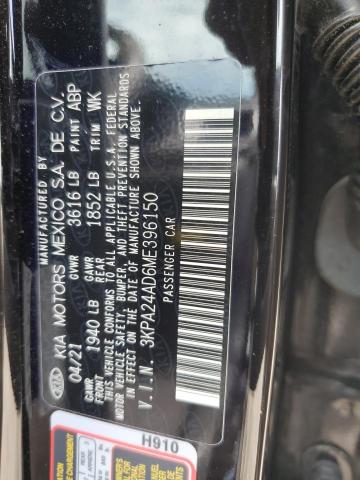 KIA MOTORS MEXICO S.A. DE C.V.
04/21 GVWR 3616 LB PAINT ABP
GAWR FRONT 1940 LB GAWR REAR 1852 LB TRIM WK
THIS VEHICLE CONFORMS TO ALL APPLICABLE U.S.A. FEDERAL
MOTOR VEHICLE SAFETY, BUMPER, AND THEFT PREVENTION STANDARDS
IN EFFECT ON THE DATE OF MANUFACTURE SHOWN ABOVE.
V.I.N. 3KPA24AD6ME396150
PASSENGER CAR
H910